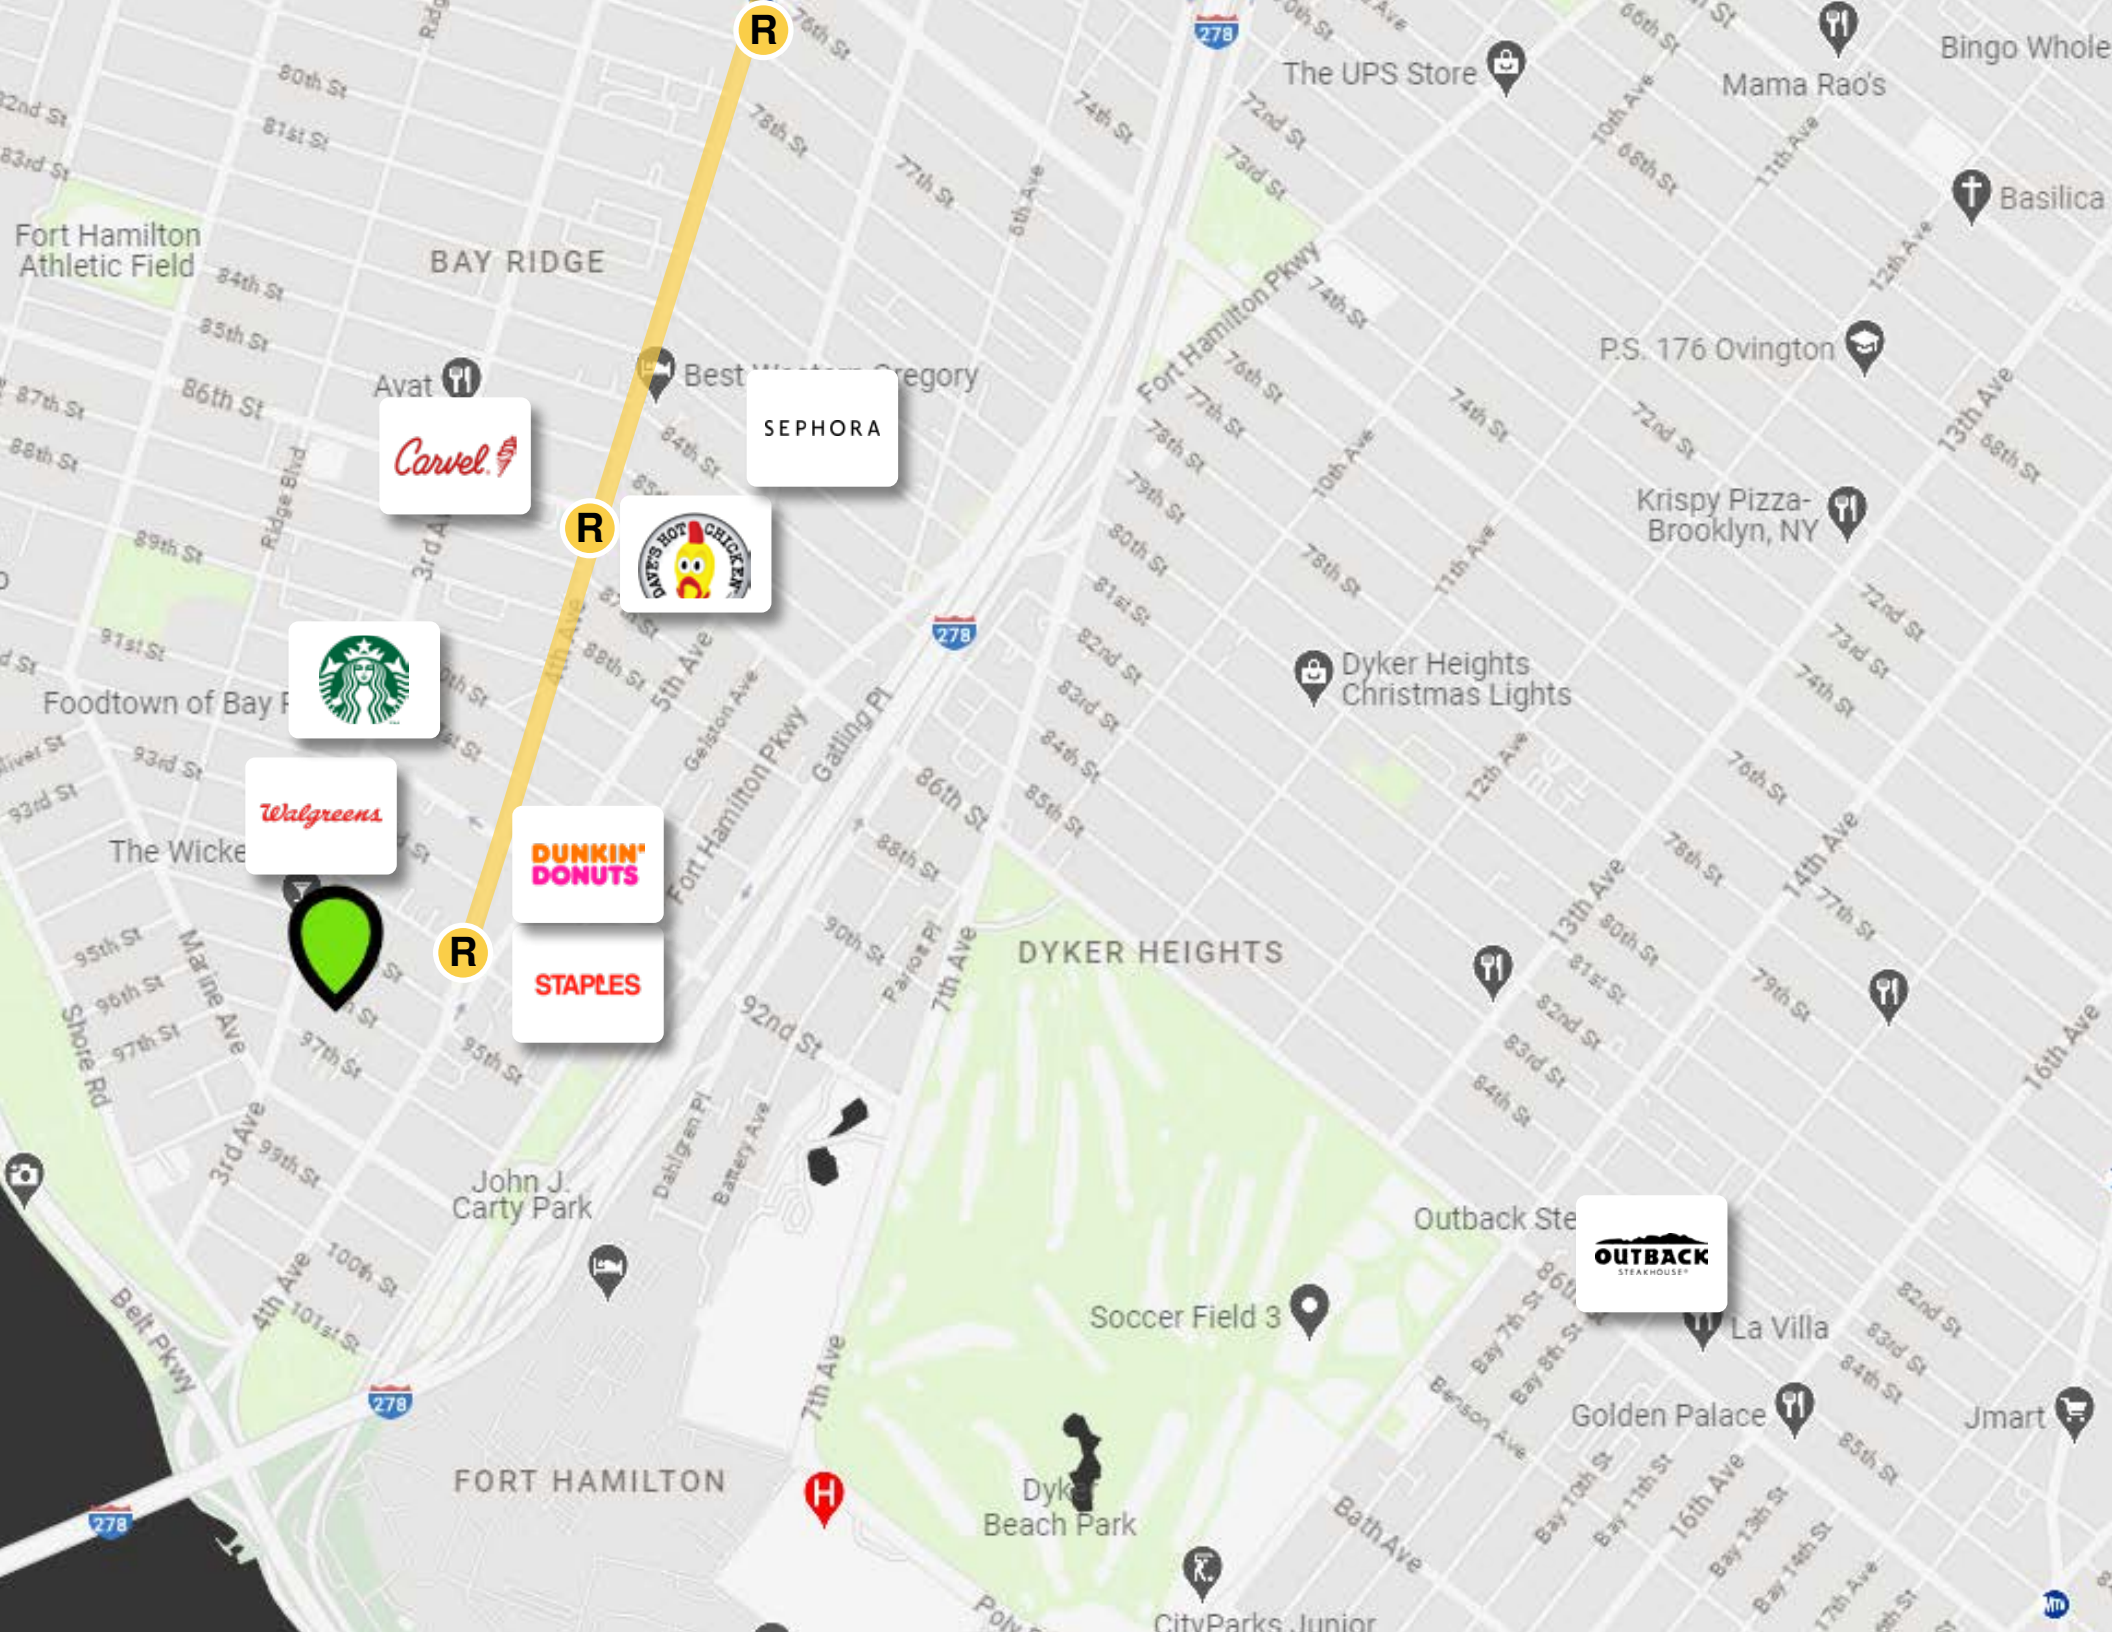 R
76th St
278
72nd St
The UPS Store
66th St
Mama Rao's
Bingo Whole
80th St
81st St
83rd St
78th St
77th St
74th St
6th Ave
73rd St
10th Ave
68th St
11th Ave
Basilica
12th Ave
Fort Hamilton
Athletic Field
BAY RIDGE
84th St
85th St
86th St
87th St
88th St
Avat
Best Western Gregory
Fort Hamilton Pkwy
74th St
76th St
77th St
78th St
79th St
80th St
81st St
82nd St
83rd St
84th St
85th St
P.S. 176 Ovington
13th Ave
68th St
72nd St
74th St
10th Ave
Krispy Pizza-
Brooklyn, NY
Carvel
SEPHORA
84th St
R
DAVE'S HOT CHICKEN
Ridge Blvd
89th St
91st St
4th Ave
87th St
88th St
5th Ave
Gelston Ave
Fort Hamilton Pkwy
Gatling Pl
278
78th St
11th Ave
Dyker Heights
Christmas Lights
72nd St
73rd St
74th St
Foodtown of Bay
93rd St
93rd St
Walgreens
The Wicke
DUNKIN'
DONUTS
STAPLES
R
86th St
88th St
90th St
Parrott Pl
7th Ave
92nd St
DYKER HEIGHTS
12th Ave
76th St
78th St
14th Ave
77th St
13th Ave
80th St
81st St
82nd St
83rd St
84th St
79th St
16th Ave
95th St
96th St
97th St
Marine Ave
Shore Rd
97th St
95th St
3rd Ave
99th St
100th St
101st St
4th Ave
Belt Pkwy
John J.
Carty Park
Dahlgren Pl
Battery Ave
7th Ave
278
278
FORT HAMILTON
H
Soccer Field 3
Dyker
Beach Park
CityParks Junior
Outback Ste
OUTBACK
STEAKHOUSE
La Villa
Bay 7th St
Bay 8th St
Benson Ave
Bath Ave
Golden Palace
Jmart
82nd St
83rd St
84th St
85th St
Bay 10th St
Bay 11th St
16th Ave
Bay 13th St
Bay 14th St
17th Ave